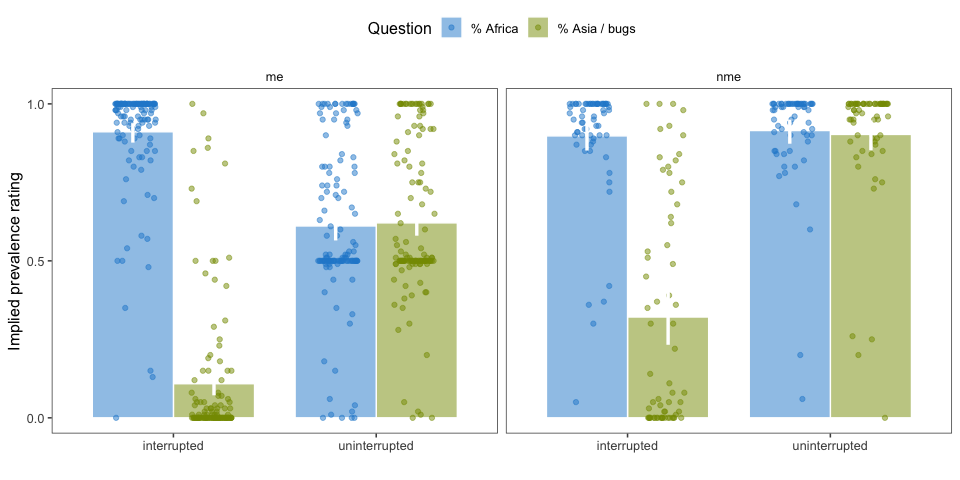 Question % Africa % Asia / bugs
me nme
Implied prevalence rating
1.0
0.5
0.0
interrupted uninterrupted interrupted uninterrupted